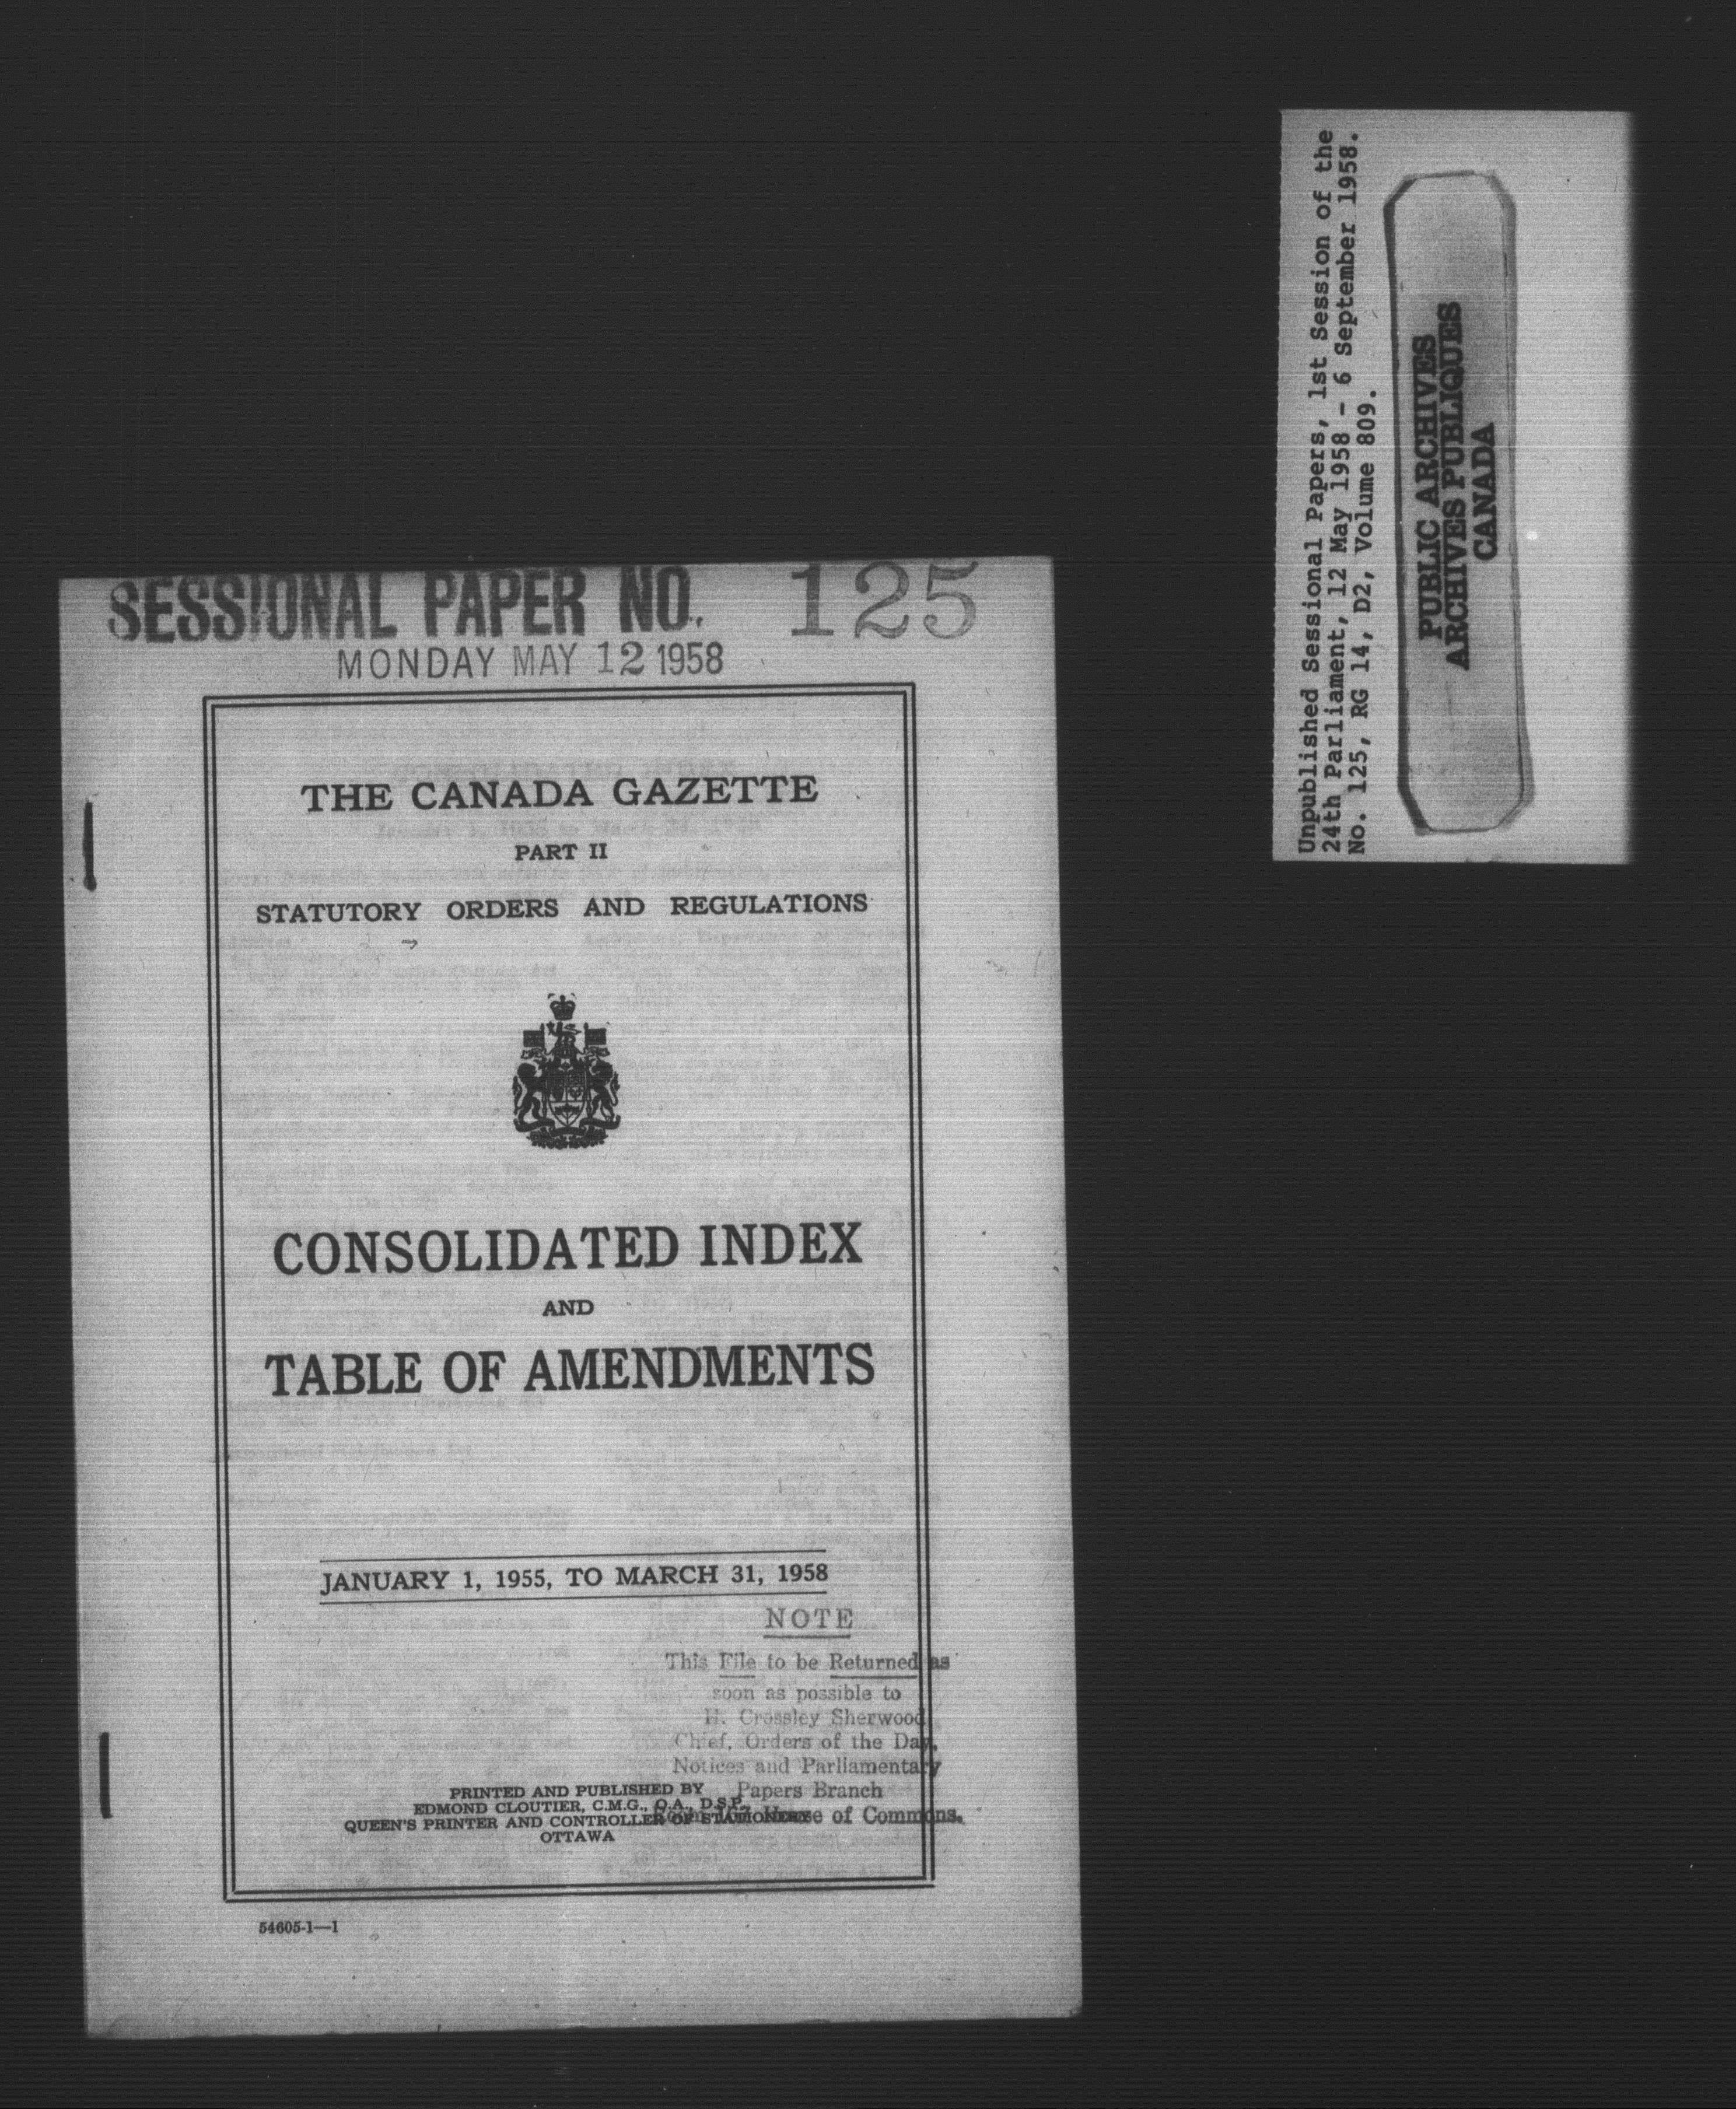 SESSIONAL PAPER NO. 125
MONDAY MAY 12 1958
THE CANADA GAZETTE
PART II
STATUTORY ORDERS AND REGULATIONS
CONSOLIDATED INDEX
AND
TABLE OF AMENDMENTS
JANUARY 1, 1955, TO MARCH 31, 1958
NOTE
This File to be Returned as
soon as possible to
H. Crossley Sherwood
Chief, Orders of the Day,
Notices and Parliamentary
Papers Branch
House of Commons.
PRINTED AND PUBLISHED BY
EDMOND CLOUTIER, C.M.G., O.A., D.S.P.
QUEEN'S PRINTER AND CONTROLLER OF STATIONERY
OTTAWA
54605-1—1
Unpublished Sessional Papers, 1st Session of the
24th Parliament, 12 May 1958 - 6 September 1958.
No. 125, RG 14, D2, Volume 809.
PUBLIC ARCHIVES
ARCHIVES PUBLIQUES
CANADA